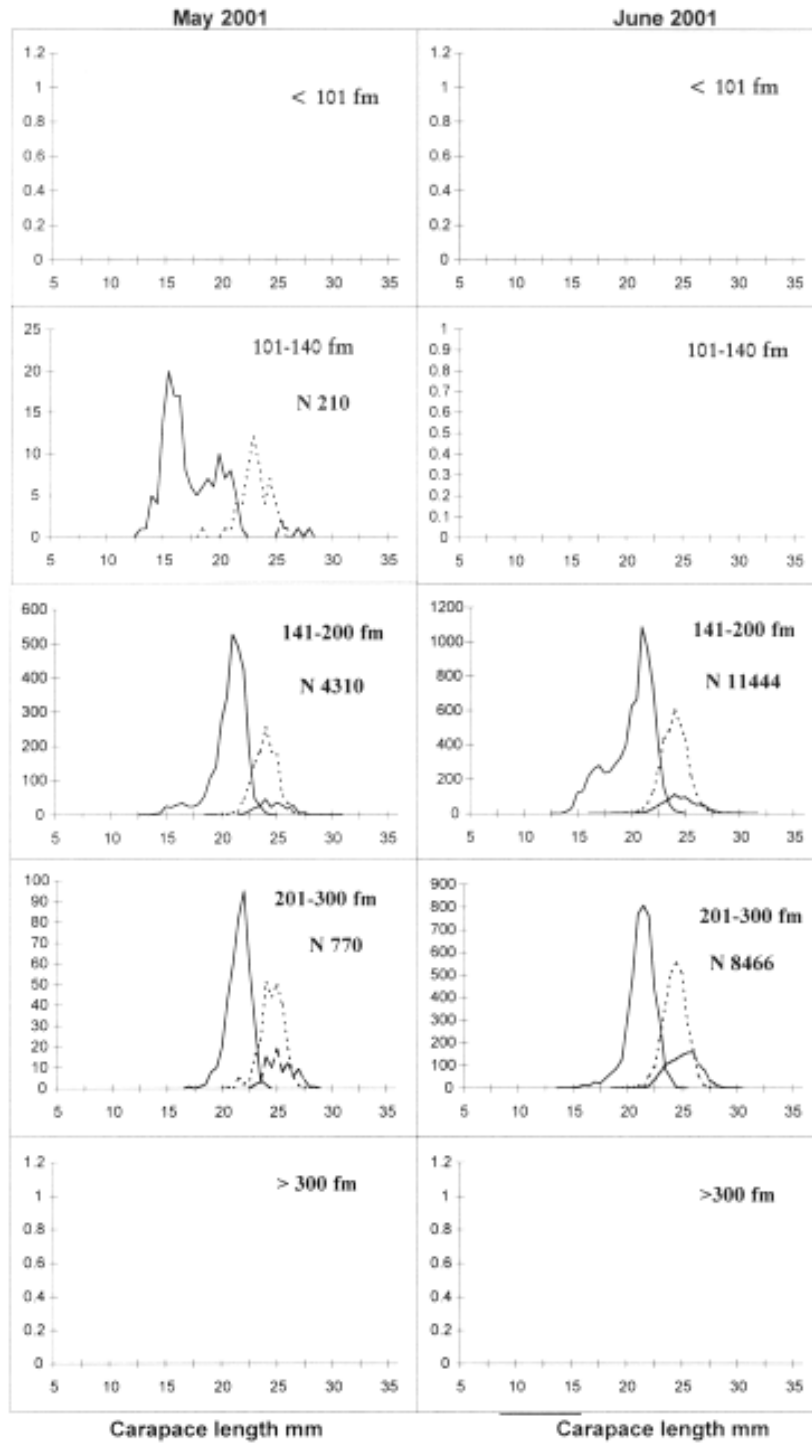 May 2001 June 2001
1.2
1
0.8
0.6
0.4
0.2
0
< 101 fm
5 10 15 20 25 30 35
1.2
1
0.8
0.6
0.4
0.2
0
< 101 fm
5 10 15 20 25 30 35
25
20
15
10
5
0
101-140 fm
N 210
5 10 15 20 25 30 35
1
0.9
0.8
0.7
0.6
0.5
0.4
0.3
0.2
0.1
0
101-140 fm
5 10 15 20 25 30 35
600
500
400
300
200
100
0
141-200 fm
N 4310
5 10 15 20 25 30 35
1200
1000
800
600
400
200
0
141-200 fm
N 11444
5 10 15 20 25 30 35
100
90
80
70
60
50
40
30
20
10
0
201-300 fm
N 770
5 10 15 20 25 30 35
900
800
700
600
500
400
300
200
100
0
201-300 fm
N 8466
5 10 15 20 25 30 35
1.2
1
0.8
0.6
0.4
0.2
0
> 300 fm
5 10 15 20 25 30 35
1.2
1
0.8
0.6
0.4
0.2
0
>300 fm
5 10 15 20 25 30 35
Carapace length mm Carapace length mm